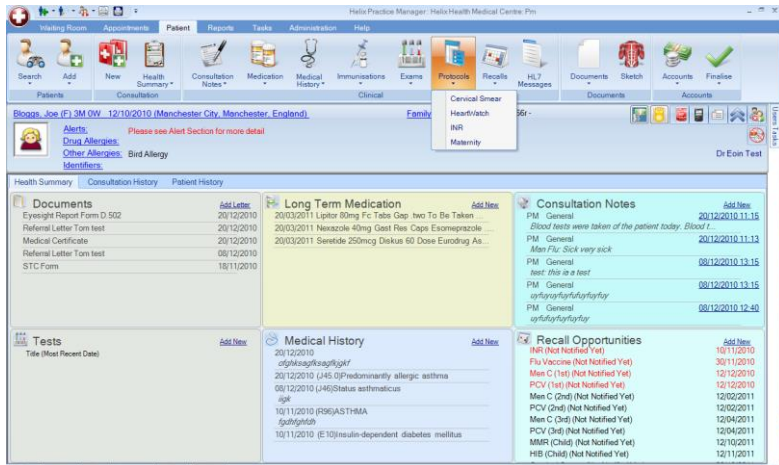 Helix Practice Manager : Helix Health Medical Centre: Pm
Waiting Room Appointments Patient Reports Tasks Administration Help
Search Add New Health Summary Consultation Notes Medication Medical History Immunisations Exams Protocols Recalls HL7 Messages Documents Sketch Accounts Finalise
Patients Consultation Clinical Documents Accounts
Cervical Smear
HeartWatch
INR
Maternity
Bloggs, Joe (F) 3M 0W 12/10/2010 (Manchester City, Manchester, England) Family 56r -
Alerts: Please see Alert Section for more detail
Drug Allergies:
Other Allergies: Bird Allergy
Identifiers:
Dr Eoin Test
Users Tasks
Health Summary Consultation History Patient History
Documents Add Letter
Eyesight Report Form D.502 20/12/2010
Referral Letter Tom test 20/12/2010
Medical Certificate 20/12/2010
Referral Letter Tom test 08/12/2010
STC Form 18/11/2010
Long Term Medication Add New
20/03/2011 Lipitor 80mg Fc Tabs Gap .two To Be Taken ...
20/03/2011 Nexazole 40mg Gast Res Caps Esomeprazole ...
20/03/2011 Seretide 250mcg Diskus 60 Dose Eurodrug As...
Consultation Notes Add New
PM General 20/12/2010 11:15
Blood tests were taken of the patient today. Blood t...
PM General 20/12/2010 11:13
Man Flu: Sick very sick
PM General 08/12/2010 13:15
test: this is a test
PM General 08/12/2010 13:15
PM General 08/12/2010 12:40
Tests Add New
Title (Most Recent Date)
Medical History Add New
20/12/2010
20/12/2010 (J45.0)Predominantly allergic asthma
08/12/2010 (J46)Status asthmaticus
10/11/2010 (R96)ASTHMA
10/11/2010 (E10)Insulin-dependent diabetes mellitus
Recall Opportunities Add New
INR (Not Notified Yet) 10/11/2010
Flu Vaccine (Not Notified Yet) 30/11/2010
Men C (1st) (Not Notified Yet) 12/12/2010
PCV (1st) (Not Notified Yet) 12/12/2010
Men C (2nd) (Not Notified Yet) 12/02/2011
PCV (2nd) (Not Notified Yet) 12/02/2011
Men C (3rd) (Not Notified Yet) 12/04/2011
PCV (3rd) (Not Notified Yet) 12/04/2011
MMR (Child) (Not Notified Yet) 12/10/2011
HIB (Child) (Not Notified Yet) 12/11/2011